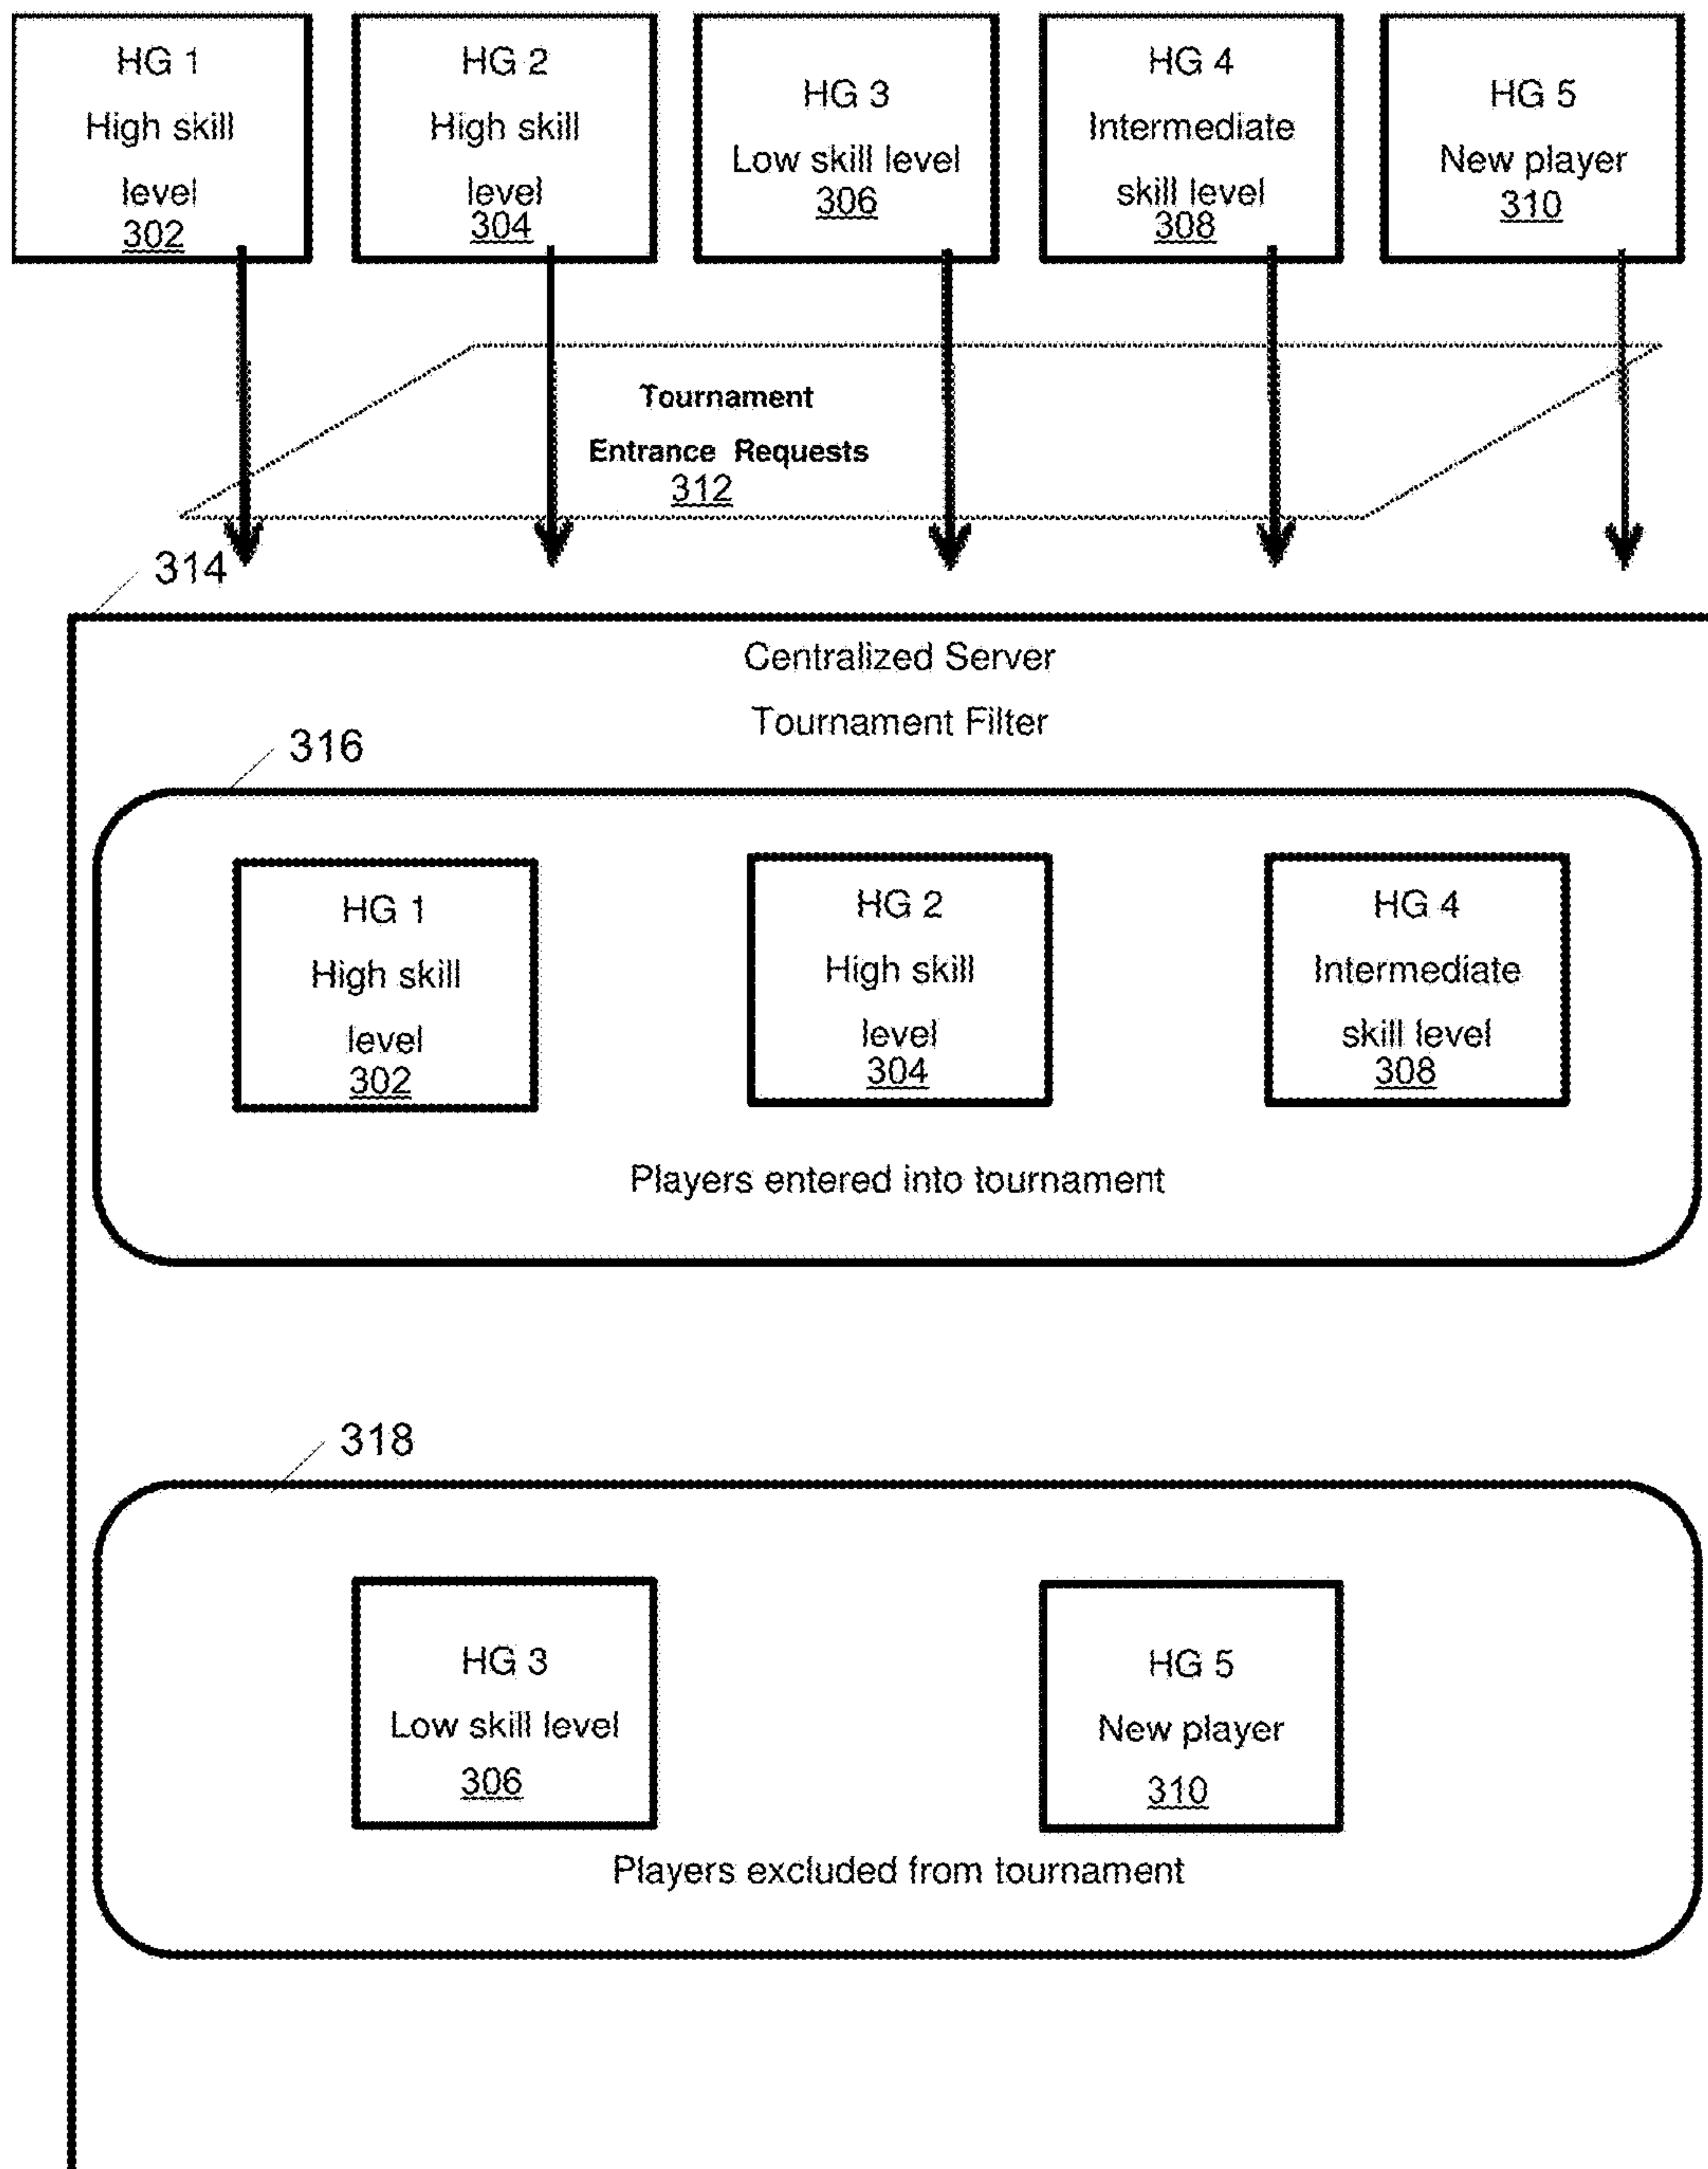 HG 1
High skill
level
302
HG 2
High skill
level
304
HG 3
Low skill level
306
HG 4
Intermediate
skill level
308
HG 5
New player
310
Tournament
Entrance Requests
312
314
Centralized Server
Tournament Filter
316
HG 1
High skill
level
302
HG 2
High skill
level
304
HG 4
Intermediate
skill level
308
Players entered into tournament
318
HG 3
Low skill level
306
HG 5
New player
310
Players excluded from tournament